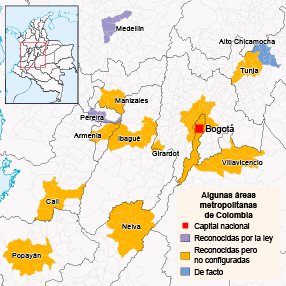 Medellín
Alto Chicamocha
Tunja
Manizales
Pereira
Armenia
Ibagué
Girardot
Bogotá
Villavicencio
Cali
Neiva
Popayán
Algunas áreas
metropolitanas
de Colombia
Capital nacional
Reconocidas por la ley
Reconocidas pero
no configuradas
De facto